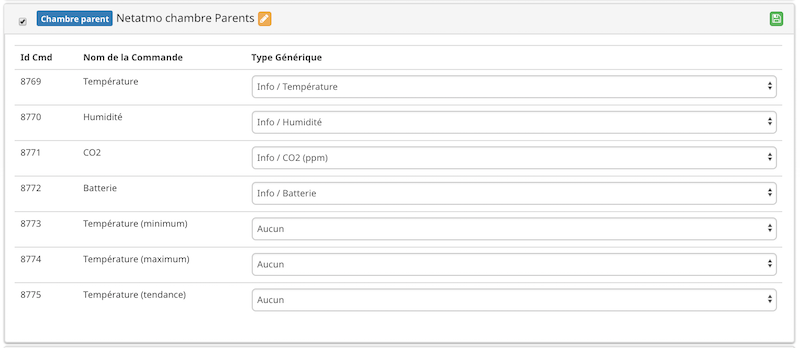 Chambre parent Netatmo chambre Parents
Id Cmd Nom de la Commande Type Générique
8769 Température Info / Température
8770 Humidité Info / Humidité
8771 CO2 Info / CO2 (ppm)
8772 Batterie Info / Batterie
8773 Température (minimum) Aucun
8774 Température (maximum) Aucun
8775 Température (tendance) Aucun